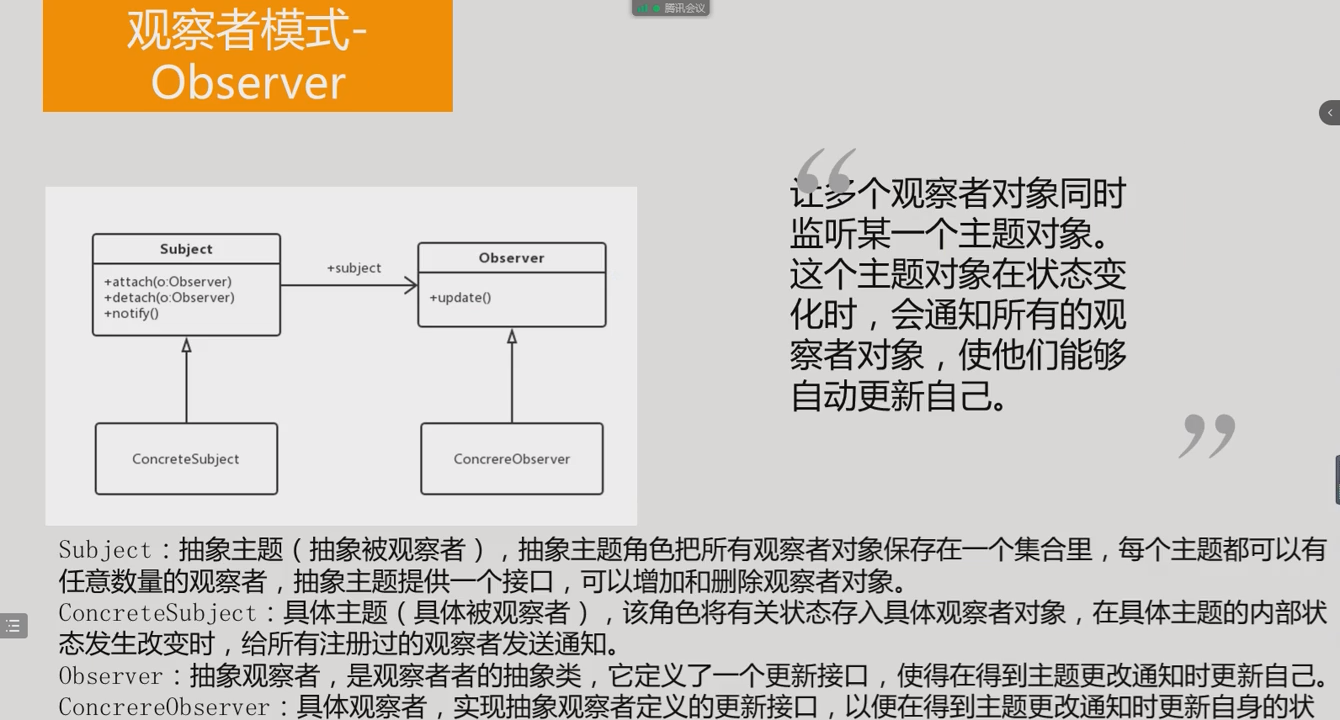 腾讯会议
观察者模式-
Observer
“
让多个观察者对象同时
监听某一个主题对象。
这个主题对象在状态变
化时，会通知所有的观
察者对象，使他们能够
自动更新自己。
”
Subject
+attach(o:Observer)
+detach(o:Observer)
+notify()
+subject
Observer
+update()
ConcreteSubject
ConcrereObserver
Subject：抽象主题（抽象被观察者），抽象主题角色把所有观察者对象保存在一个集合里，每个主题都可以有
任意数量的观察者，抽象主题提供一个接口，可以增加和删除观察者对象。
ConcreteSubject：具体主题（具体被观察者），该角色将有关状态存入具体观察者对象，在具体主题的内部状
态发生改变时，给所有注册过的观察者发送通知。
Observer：抽象观察者，是观察者者的抽象类，它定义了一个更新接口，使得在得到主题更改通知时更新自己。
ConcrereObserver：具体观察者，实现抽象观察者定义的更新接口，以便在得到主题更改通知时更新自身的状